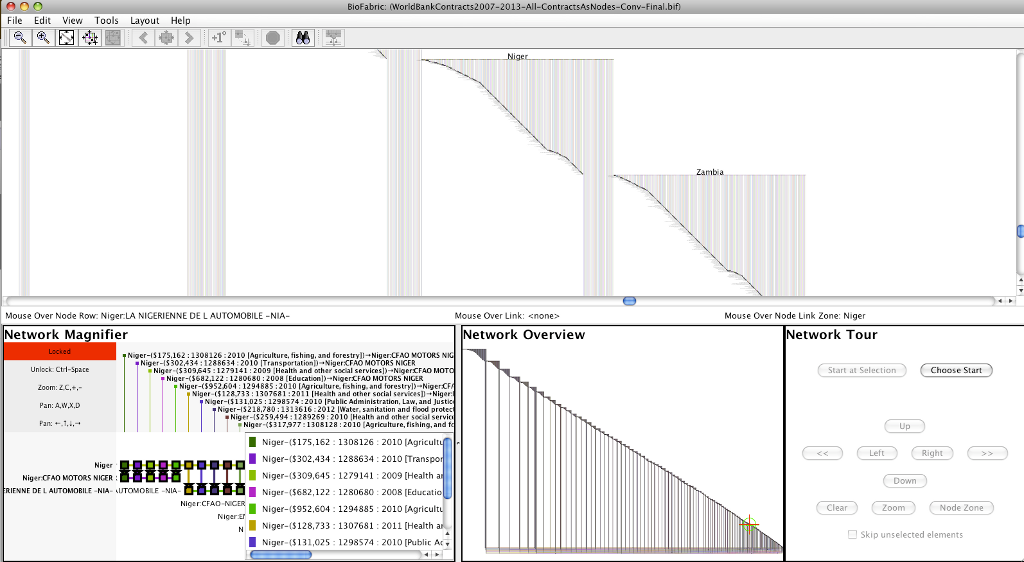 BioFabric: (WorldBankContracts2007-2013-All-ContractsAsNodes-Conv-Final.bif)
File Edit View Tools Layout Help
+1°
Niger
Zambia
Mouse Over Node Row: Niger:LA NIGERIENNE DE L AUTOMOBILE -NIA-
Mouse Over Link: <none>
Mouse Over Node Link Zone: Niger
Network Magnifier
Locked
Unlock: Ctrl-Space
Zoom: Z,C,+,-
Pan: A,W,X,D
Pan: ←,↑,↓,→
Niger-($175,162 : 1308126 : 2010 [Agriculture, fishing, and forestry])→Niger:CFAO MOTORS NIG
Niger-($302,434 : 1288634 : 2010 [Transportation])→Niger:CFAO MOTORS NIGER
Niger-($309,645 : 1279141 : 2009 [Health and other social services])→Niger:CFAO MOTO
Niger-($682,122 : 1280680 : 2008 [Education])→Niger:CFAO MOTORS NIGER
Niger-($952,604 : 1294885 : 2010 [Agriculture, fishing, and forestry])→Niger:CF
Niger-($128,733 : 1307681 : 2011 [Health and other social services])→Niger:
Niger-($131,025 : 1298574 : 2010 [Public Administration, Law, and Justice
Niger-($218,780 : 1313616 : 2012 [Water, sanitation and flood protec
Niger-($259,494 : 1289269 : 2010 [Health and other social service
Niger-($317,977 : 1308128 : 2010 [Agriculture, fishing, and fo
Niger
Niger:CFAO MOTORS NIGER
ERIENNE DE L AUTOMOBILE -NIA-
AUTOMOBILE -NIA-
Niger:CFAO-NIGER
Niger:EI
N
Niger-($175,162 : 1308126 : 2010 [Agricultu
Niger-($302,434 : 1288634 : 2010 [Transpor
Niger-($309,645 : 1279141 : 2009 [Health a
Niger-($682,122 : 1280680 : 2008 [Educatio
Niger-($952,604 : 1294885 : 2010 [Agricultu
Niger-($128,733 : 1307681 : 2011 [Health a
Niger-($131,025 : 1298574 : 2010 [Public Ac
Network Overview
Network Tour
Start at Selection
Choose Start
Up
<<
Left
Right
>>
Down
Clear
Zoom
Node Zone
Skip unselected elements